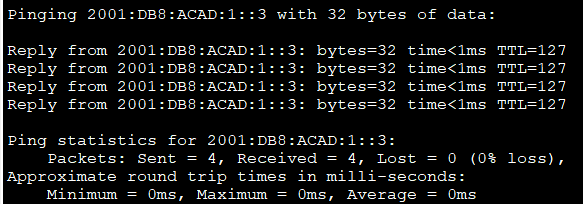 Pinging 2001:DB8:ACAD:1::3 with 32 bytes of data:
Reply from 2001:DB8:ACAD:1::3: bytes=32 time<1ms TTL=127
Reply from 2001:DB8:ACAD:1::3: bytes=32 time<1ms TTL=127
Reply from 2001:DB8:ACAD:1::3: bytes=32 time<1ms TTL=127
Reply from 2001:DB8:ACAD:1::3: bytes=32 time<1ms TTL=127
Ping statistics for 2001:DB8:ACAD:1::3:
Packets: Sent = 4, Received = 4, Lost = 0 (0% loss),
Approximate round trip times in milli-seconds:
Minimum = 0ms, Maximum = 0ms, Average = 0ms